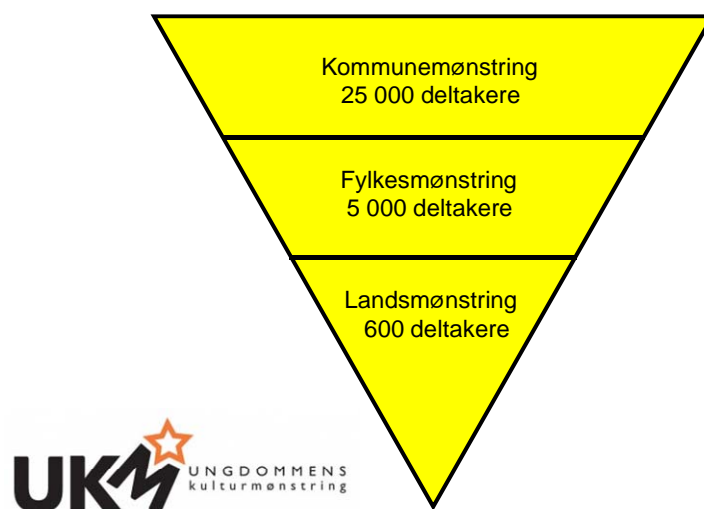 Kommunemønstring
25 000 deltakere
Fylkesmønstring
5 000 deltakere
Landsmønstring
600 deltakere
UKM
UNGDOMMENS
kulturmønstring